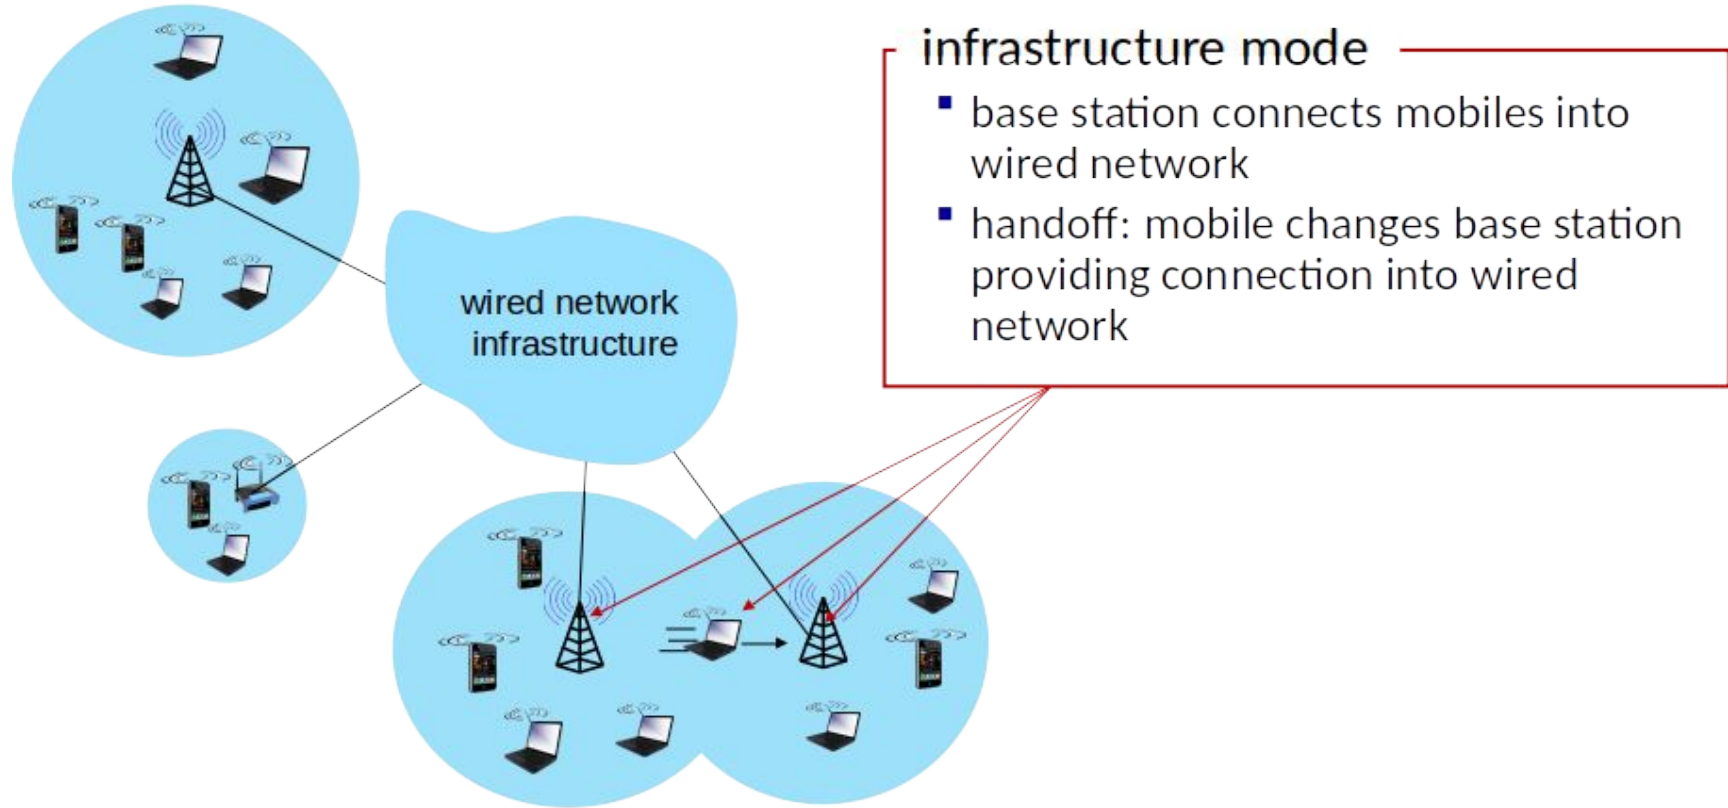 infrastructure mode
▪ base station connects mobiles into
wired network
▪ handoff: mobile changes base station
providing connection into wired
network
wired network
infrastructure